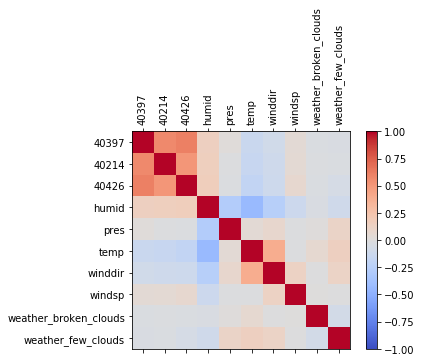 40397
40214
40426
humid
pres
temp
winddir
windsp
weather_broken_clouds
weather_few_clouds
40397
40214
40426
humid
pres
temp
winddir
windsp
weather_broken_clouds
weather_few_clouds
1.00
0.75
0.50
0.25
0.00
−0.25
−0.50
−0.75
−1.00